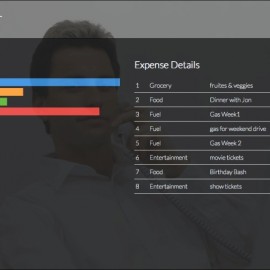 Expense Details
1 Grocery fruites & veggies
2 Food Dinner with Jon
3 Fuel Gas Week1
4 Fuel gas for weekend drive
5 Fuel Gas Week 2
6 Entertainment movie tickets
7 Food Birthday Bash
8 Entertainment show tickets